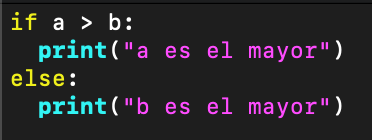 if a > b:
  print("a es el mayor")
else:
  print("b es el mayor")